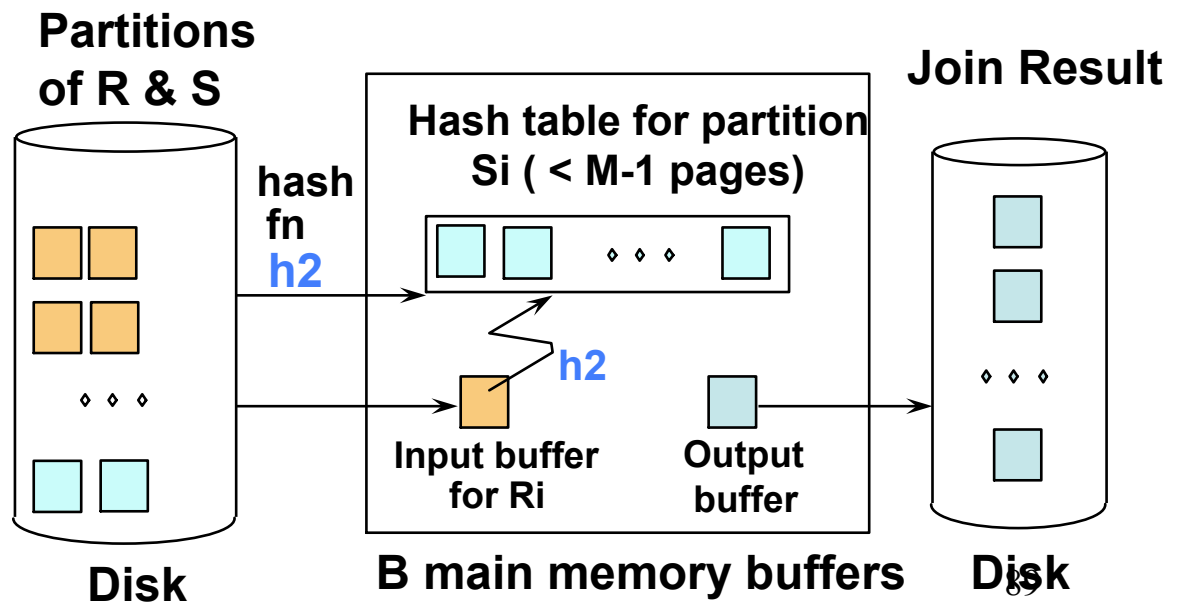 Partitions
of R & S
hash
fn
h2
Hash table for partition
Si ( < M-1 pages)
h2
Input buffer
for Ri
Output
buffer
Join Result
Disk
B main memory buffers
Disk
89